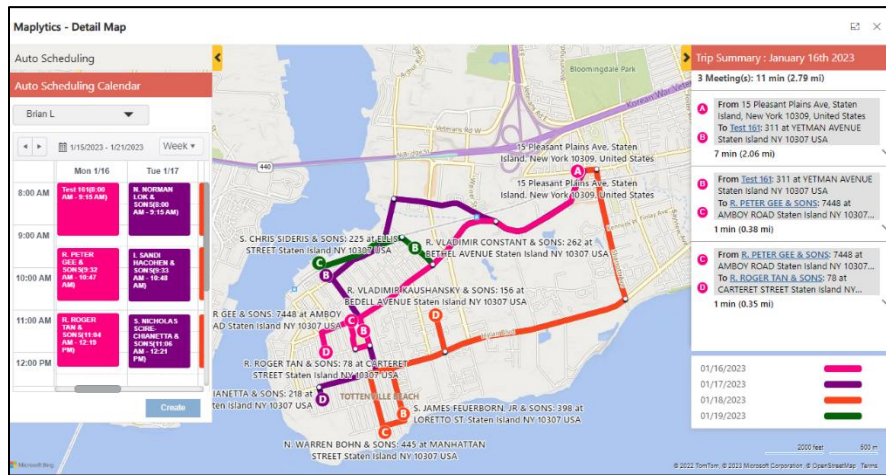 Maplytics - Detail Map
Auto Scheduling
Auto Scheduling Calendar
Brian L
1/15/2023 - 1/21/2023
Week
Mon 1/16
Tue 1/17
8:00 AM
9:00 AM
10:00 AM
11:00 AM
12:00 PM
Test 161(8:00
AM - 9:15 AM)
N. NORMAN
LOK &
SONS(8:00
AM - 9:15 AM)
R. PETER
GEE &
SONS(9:32
AM - 10:47
AM)
I. SANDI
HACOHEN &
SONS(9:33
AM - 10:48
AM)
R. ROGER
TAN &
SONS(11:04
AM - 12:19
PM)
S. NICHOLAS
SCIRE-
CHIANETTA &
SONS(11:06
AM - 12:21
PM)
Create
Microsoft Bing
Bloomingdale Park
Korean War Veterans
Veterans Rd W
440
15 Pleasant Plains Ave, Staten
Island, New York 10309, United States
A
15 Pleasant Plains Ave, Staten
Island, New York 10309, United States
S. CHRIS SIDERIS & SONS: 225 at ELLIS
STREET Staten Island NY 10307 USA
C
B
B
R. VLADIMIR CONSTANT & SONS: 262 at
BETHEL AVENUE Staten Island NY 10307 USA
R. VLADIMIR KAUSHANSKY & SONS: 156 at
BEDELL AVENUE Staten Island NY 10307 USA
R GEE & SONS: 7448 at AMBOY
AD Staten Island NY 10307 USA
C
B
D
D
Hylan Blvd
R. ROGER TAN & SONS: 78 at CARTERET
STREET Staten Island NY 10307 USA
IANETTA & SONS: 218 at
ten Island NY 10307 USA
D
TOTTENVILLE BEACH
B
C
S. JAMES FEUERBORN, JR & SONS: 398 at
LORETTO ST. Staten Island NY 10307 USA
N. WARREN BOHN & SONS: 445 at MANHATTAN
STREET Staten Island NY 10307 USA
Trip Summary : January 16th 2023
3 Meeting(s): 11 min (2.79 mi)
A
From 15 Pleasant Plains Ave, Staten
Island, New York 10309, United States
B
To Test 161: 311 at YETMAN AVENUE
Staten Island NY 10307 USA
7 min (2.06 mi)
B
From Test 161: 311 at YETMAN AVENUE
Staten Island NY 10307 USA
C
To R. PETER GEE & SONS: 7448 at
AMBOY ROAD Staten Island NY 10307...
1 min (0.38 mi)
C
From R. PETER GEE & SONS: 7448 at
AMBOY ROAD Staten Island NY 10307...
D
To R. ROGER TAN & SONS: 78 at
CARTERET STREET Staten Island NY...
1 min (0.35 mi)
01/16/2023
01/17/2023
01/18/2023
01/19/2023
2000 feet
500 m
© 2022 TomTom, © 2023 Microsoft Corporation, © OpenStreetMap Terms